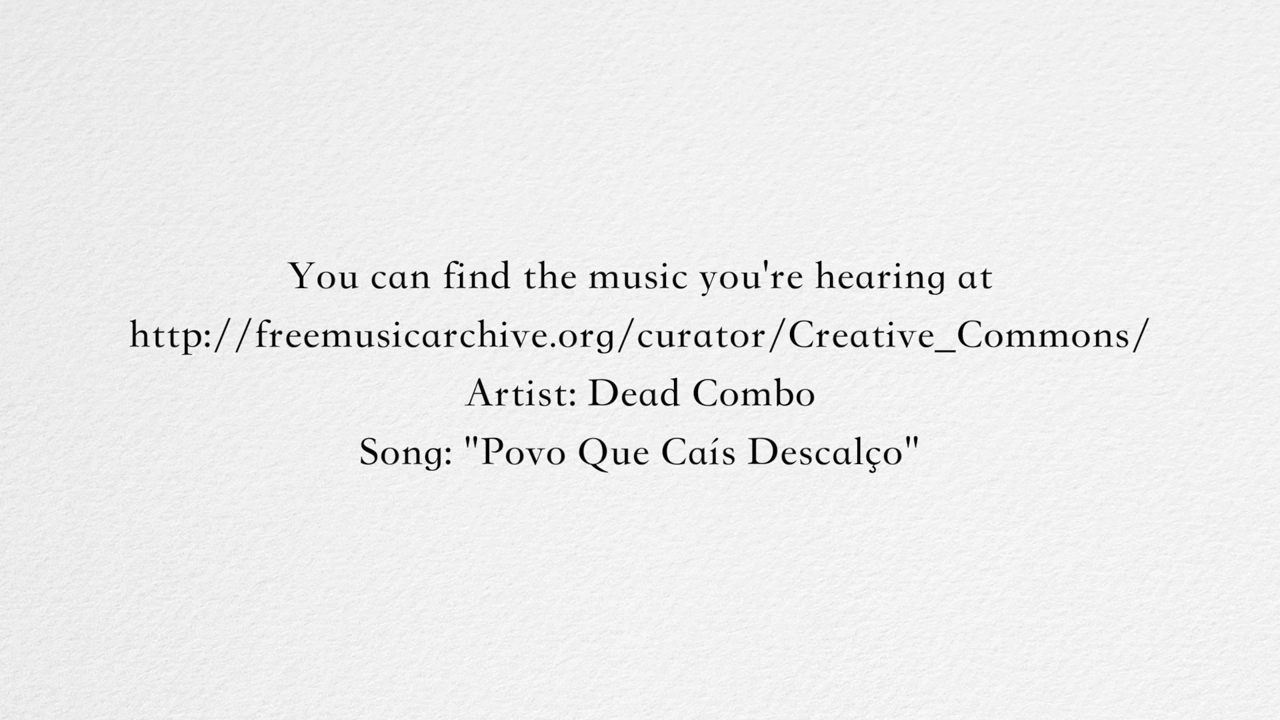 You can find the music you're hearing at
http://freemusicarchive.org/curator/Creative_Commons/
Artist: Dead Combo
Song: "Povo Que Caís Descalço"